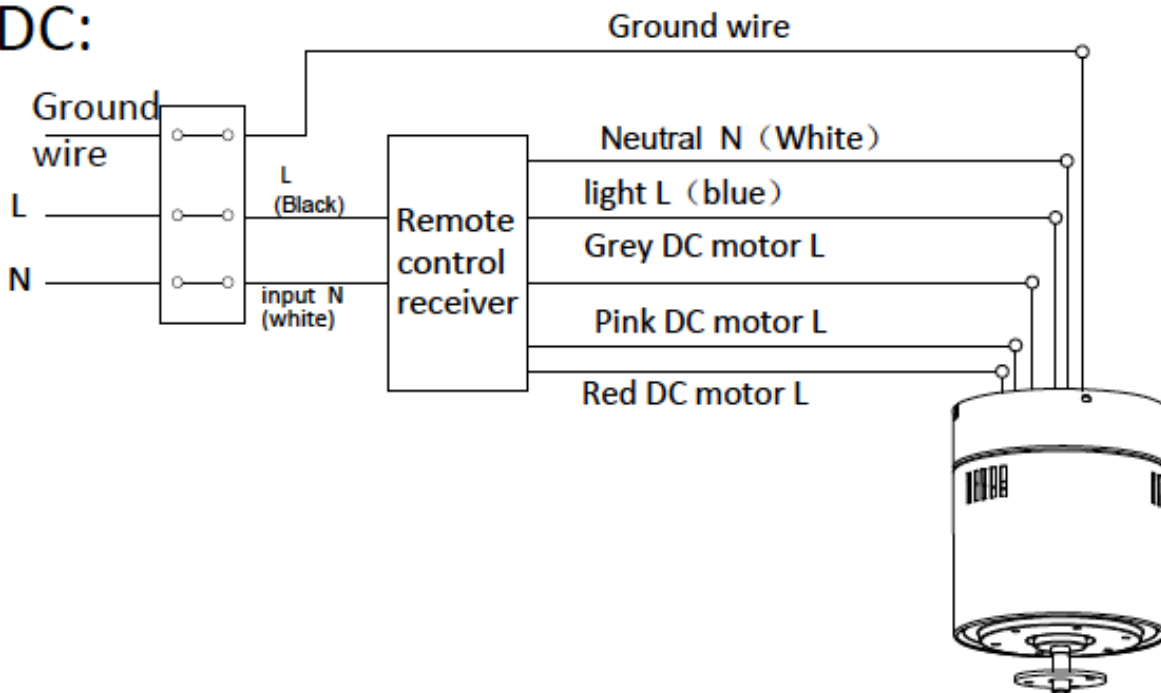 DC:
Ground wire
Ground
wire
L
N
L
(Black)
input N
(white)
Remote
control
receiver
Neutral N（White）
light L（blue）
Grey DC motor L
Pink DC motor L
Red DC motor L